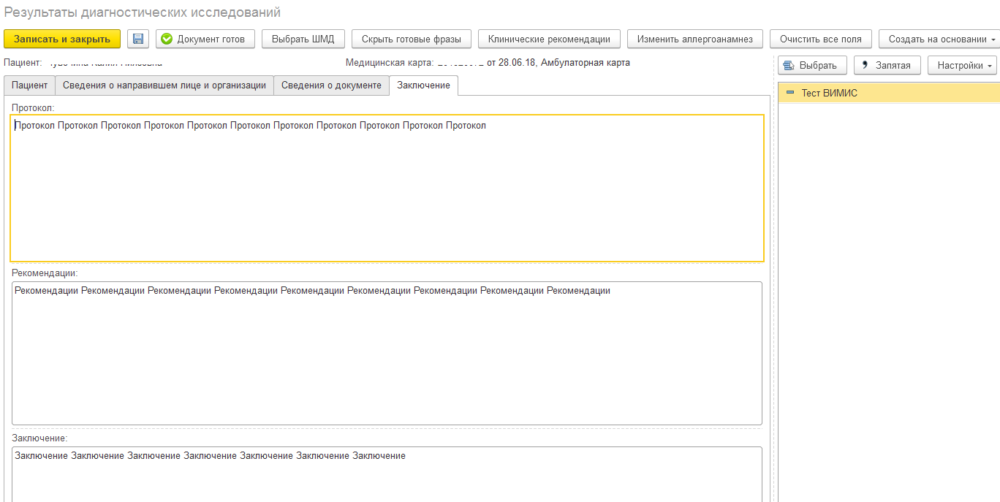 Результаты диагностических исследований
Записать и закрыть Документ готов Выбрать ШМД Скрыть готовые фразы Клинические рекомендации Изменить аллергоанамнез Очистить все поля Создать на основании
Пациент: Медицинская карта: от 28.06.18, Амбулаторная карта
Выбрать Запятая Настройки
Пациент Сведения о направившем лице и организации Сведения о документе Заключение
Тест ВИМИС
Протокол:
Протокол Протокол Протокол Протокол Протокол Протокол Протокол Протокол Протокол Протокол Протокол
Рекомендации:
Рекомендации Рекомендации Рекомендации Рекомендации Рекомендации Рекомендации Рекомендации Рекомендации Рекомендации
Заключение:
Заключение Заключение Заключение Заключение Заключение Заключение Заключение